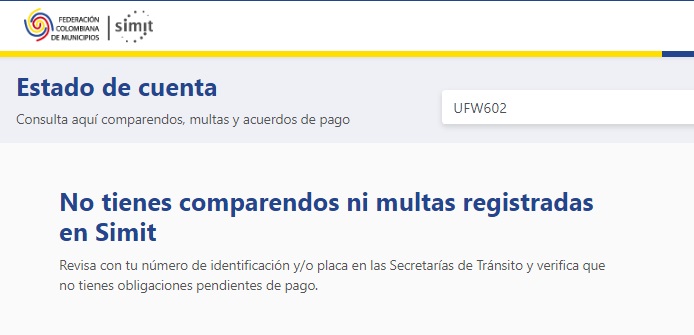 FEDERACIÓN
COLOMBIANA
DE MUNICIPIOS
simit
Estado de cuenta
Consulta aquí comparendos, multas y acuerdos de pago
UFW602
No tienes comparendos ni multas registradas
en Simit
Revisa con tu número de identificación y/o placa en las Secretarías de Tránsito y verifica que
no tienes obligaciones pendientes de pago.